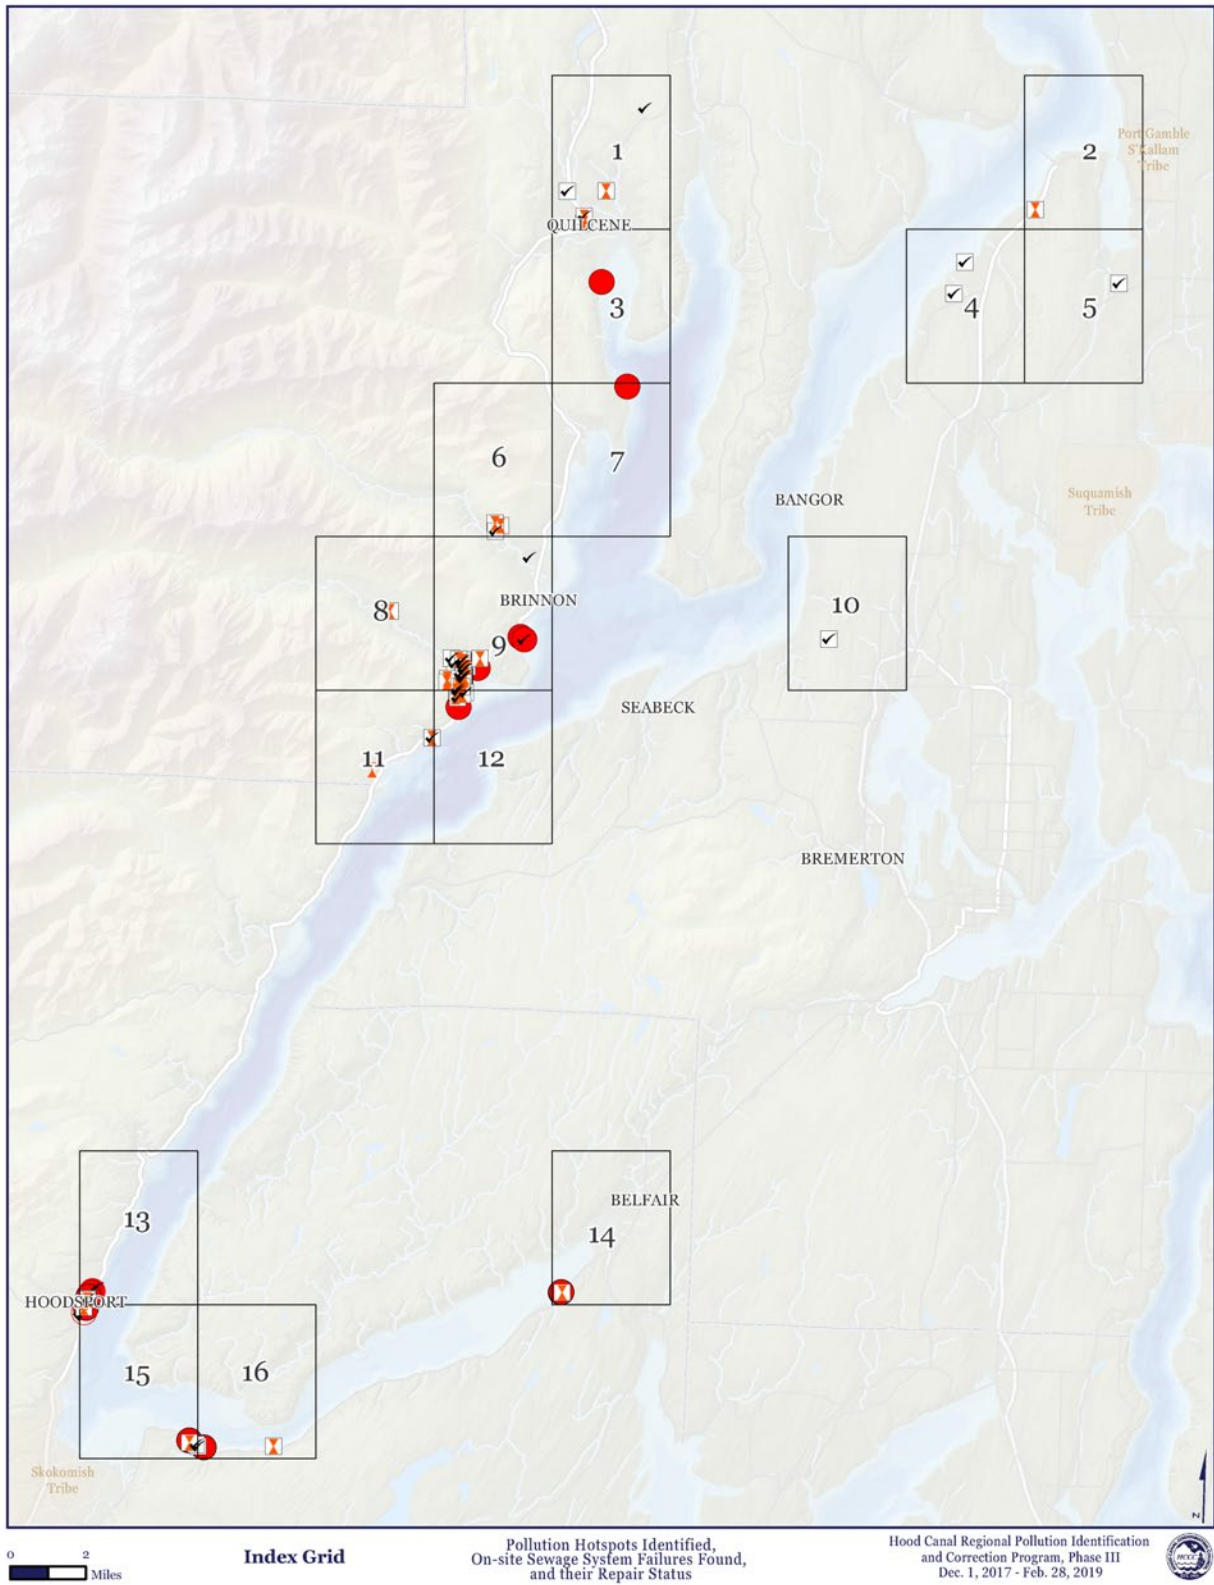 1
2
Port Gamble
S'Kallam
Tribe
QUILCENE
3
4
5
6
7
BANGOR
Suquamish
Tribe
8
BRINNON
9
10
SEABECK
11
12
BREMERTON
13
BELFAIR
14
HOODSPORT
15
16
Skokomish
Tribe
N
0 2
Miles
Index Grid
Pollution Hotspots Identified,
On-site Sewage System Failures Found,
and their Repair Status
Hood Canal Regional Pollution Identification
and Correction Program, Phase III
Dec. 1, 2017 - Feb. 28, 2019
HCCC